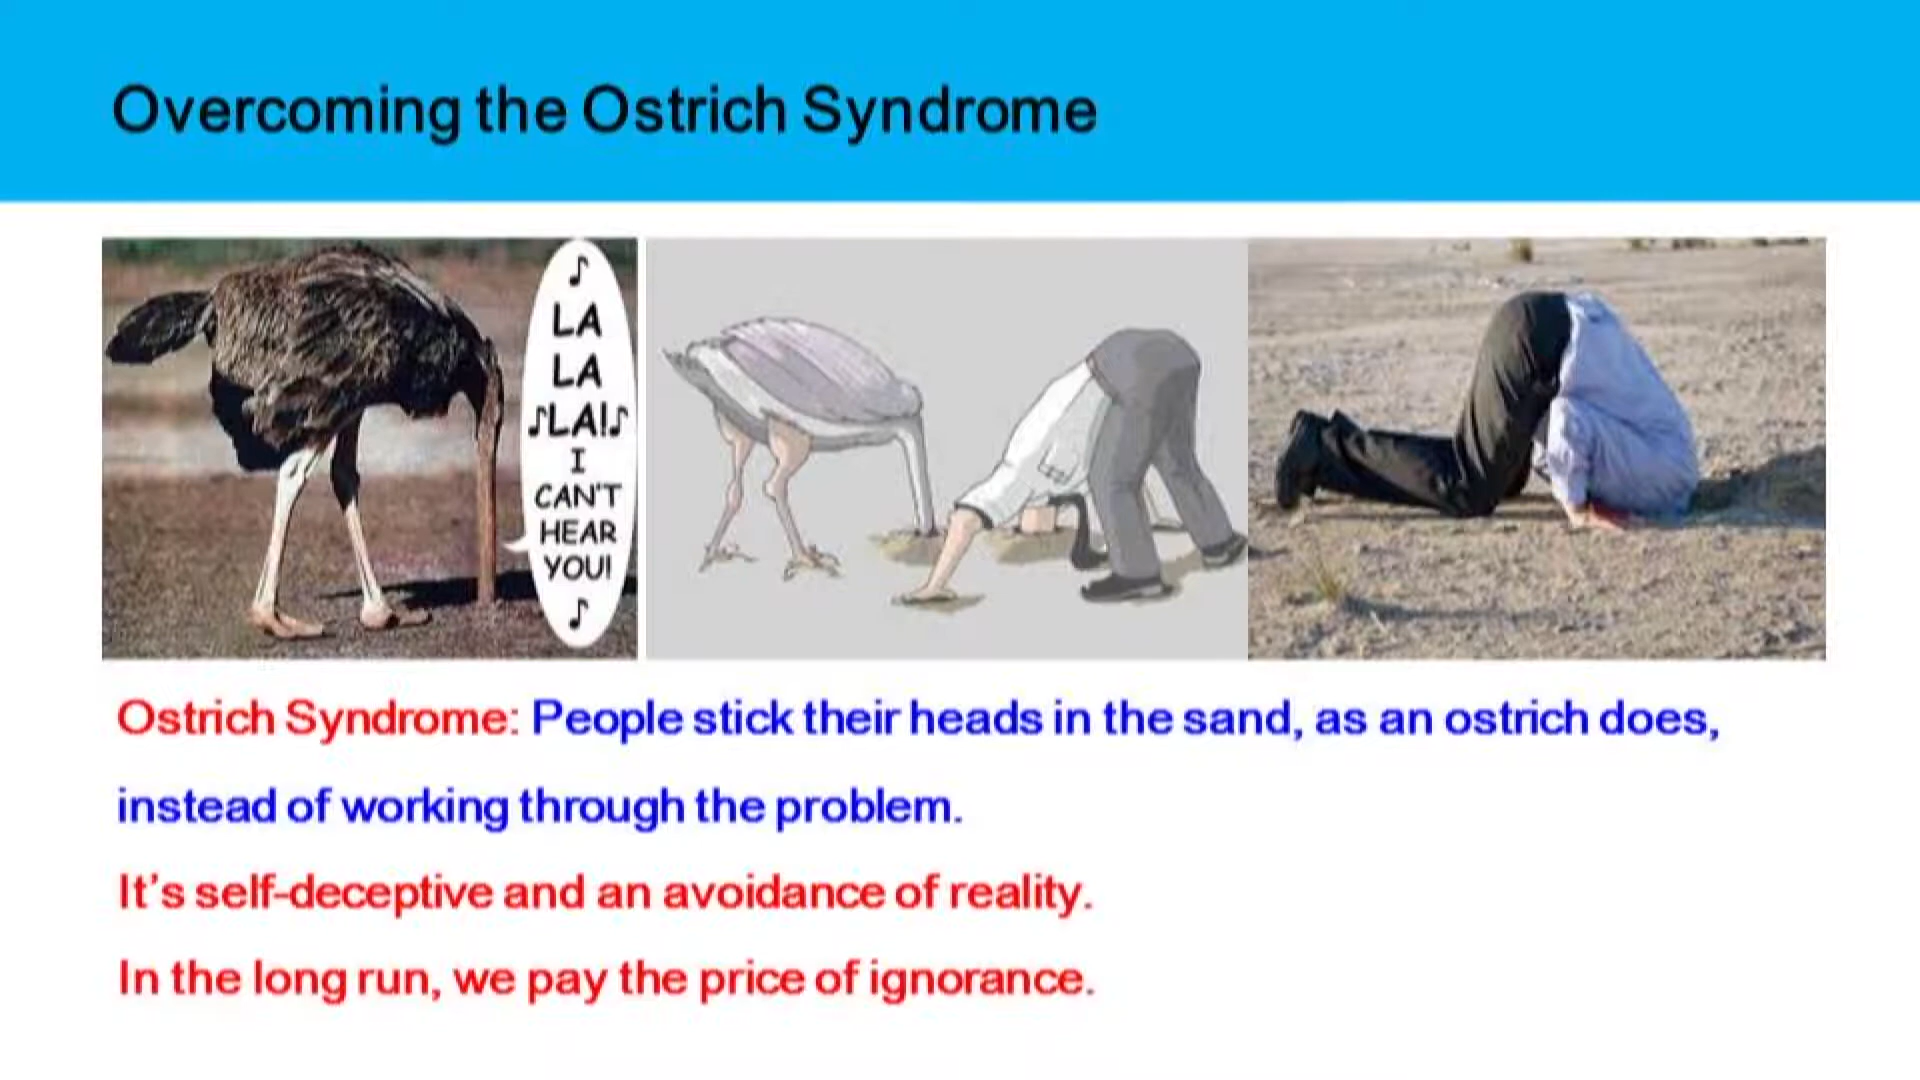 Overcoming the Ostrich Syndrome
♪
LA
LA
♪LA!♪
I
CAN'T
HEAR
YOU!
♪
Ostrich Syndrome: People stick their heads in the sand, as an ostrich does,
instead of working through the problem.
It's self-deceptive and an avoidance of reality.
In the long run, we pay the price of ignorance.